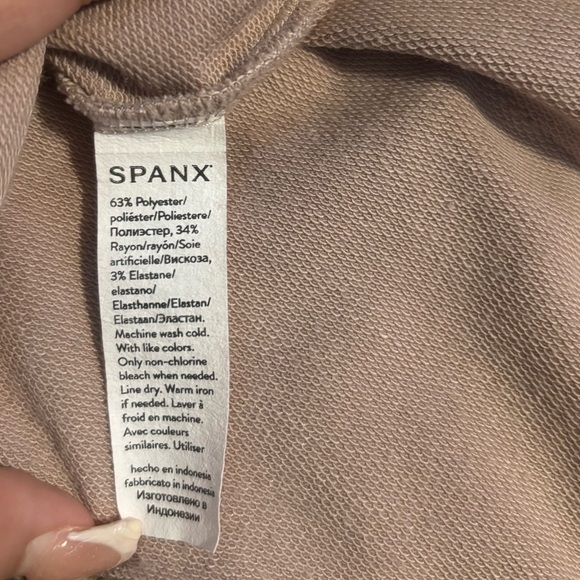 SPANX
63% Polyester/
poliéster/Poliestere/
Полиэстер, 34%
Rayon/rayón/Soie
artificielle/Вискоза,
3% Elastane/
elastano/
Elasthanne/Elastan/
Elastaan/Эластан.
Machine wash cold.
With like colors.
Only non-chlorine
bleach when needed.
Line dry. Warm iron
if needed. Laver à
froid en machine.
Avec couleurs
similaires. Utiliser
hecho en indonesia
fabbricato in indonesia
Изготовлено в
Индонезии